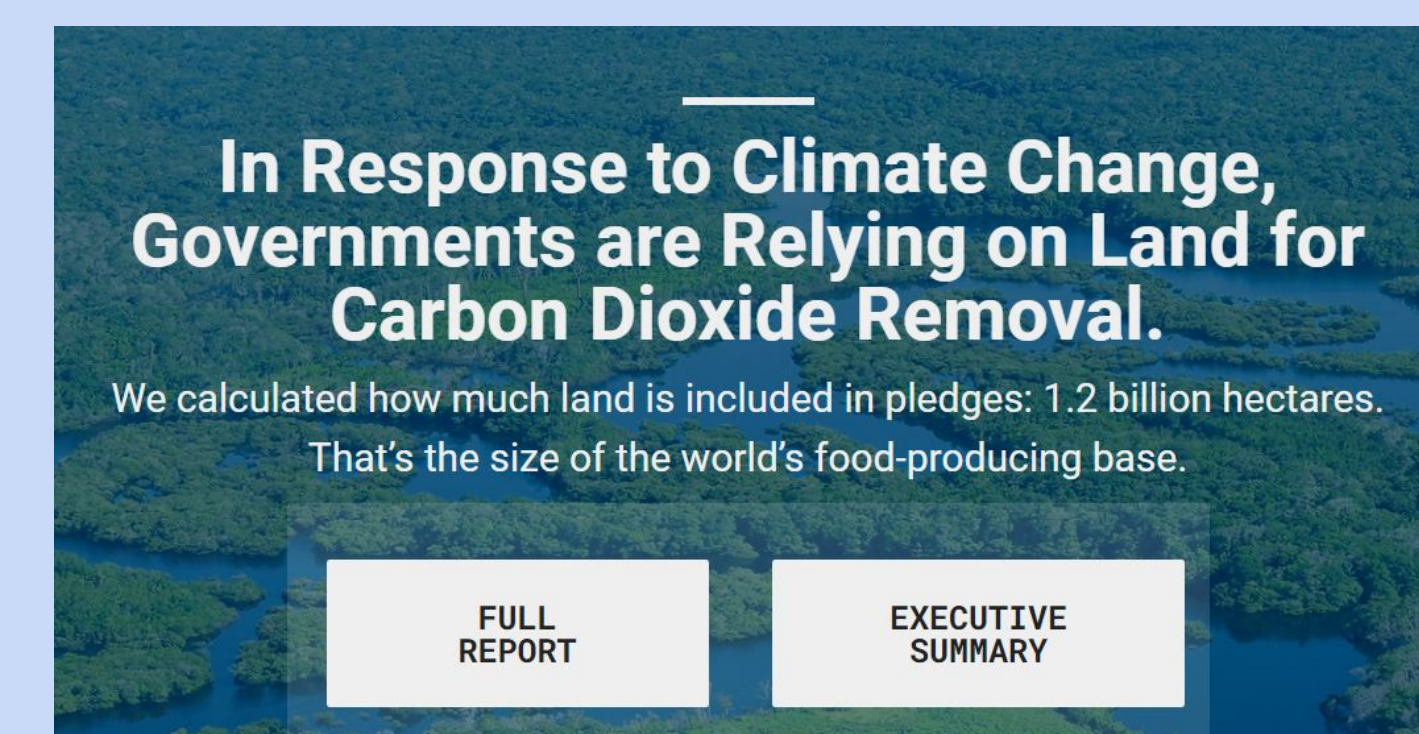 In Response to Climate Change,
Governments are Relying on Land for
Carbon Dioxide Removal.
We calculated how much land is included in pledges: 1.2 billion hectares.
That’s the size of the world’s food-producing base.
FULL
REPORT
EXECUTIVE
SUMMARY